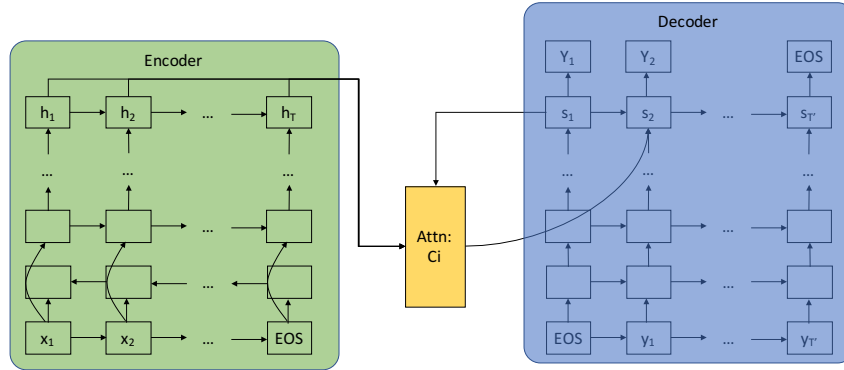 Encoder
h1 h2 ... hT
... ... ...
...
...
x1 x2 ... EOS
Attn:
Ci
Decoder
Y1 Y2 EOS
s1 s2 ... sT'
... ... ...
...
...
EOS y1 ... yT'